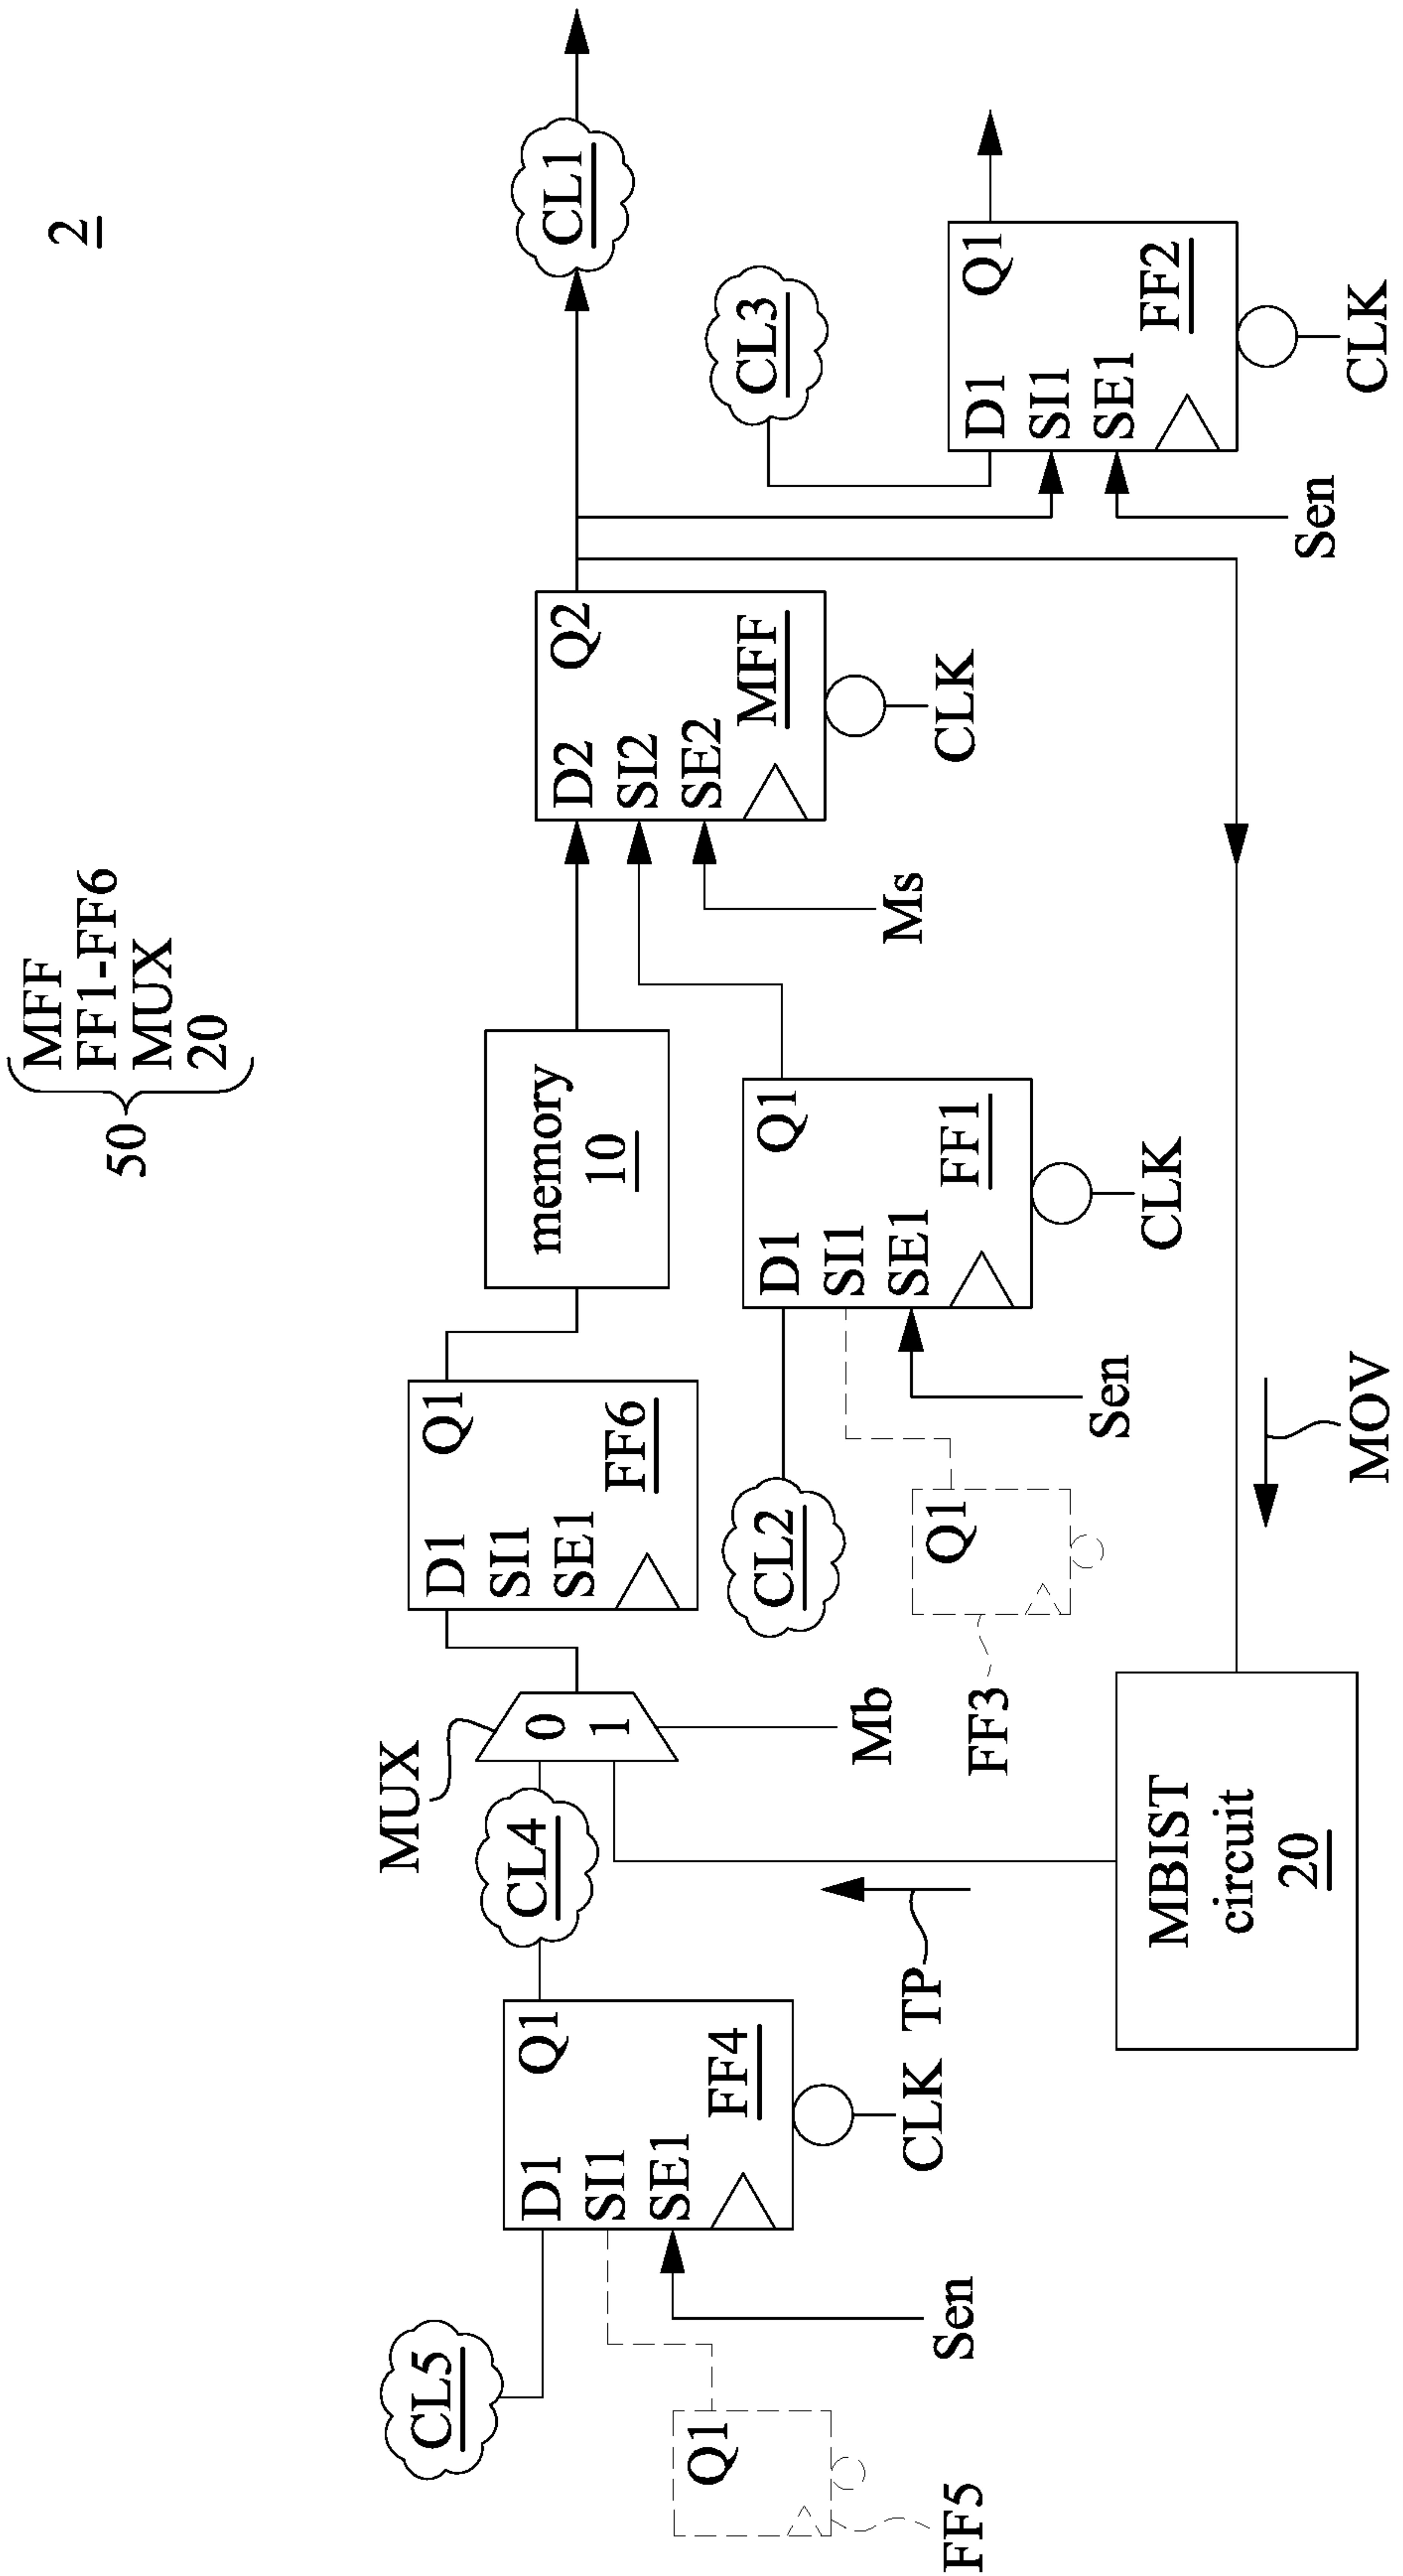 2
50
MFF
FF1-FF6
MUX
20
CL5
D1
Q1
SI1
SE1
FF4
Sen
CLK
Q1
FF5
CL4
MUX
0
1
Mb
TP
D1
Q1
SI1
SE1
FF6
memory
10
D2
Q2
SI2
SE2
MFF
Ms
CLK
CL1
CL2
D1
Q1
SI1
SE1
FF1
Sen
CLK
Q1
FF3
CL3
D1
Q1
SI1
SE1
FF2
Sen
CLK
MBIST
circuit
20
MOV